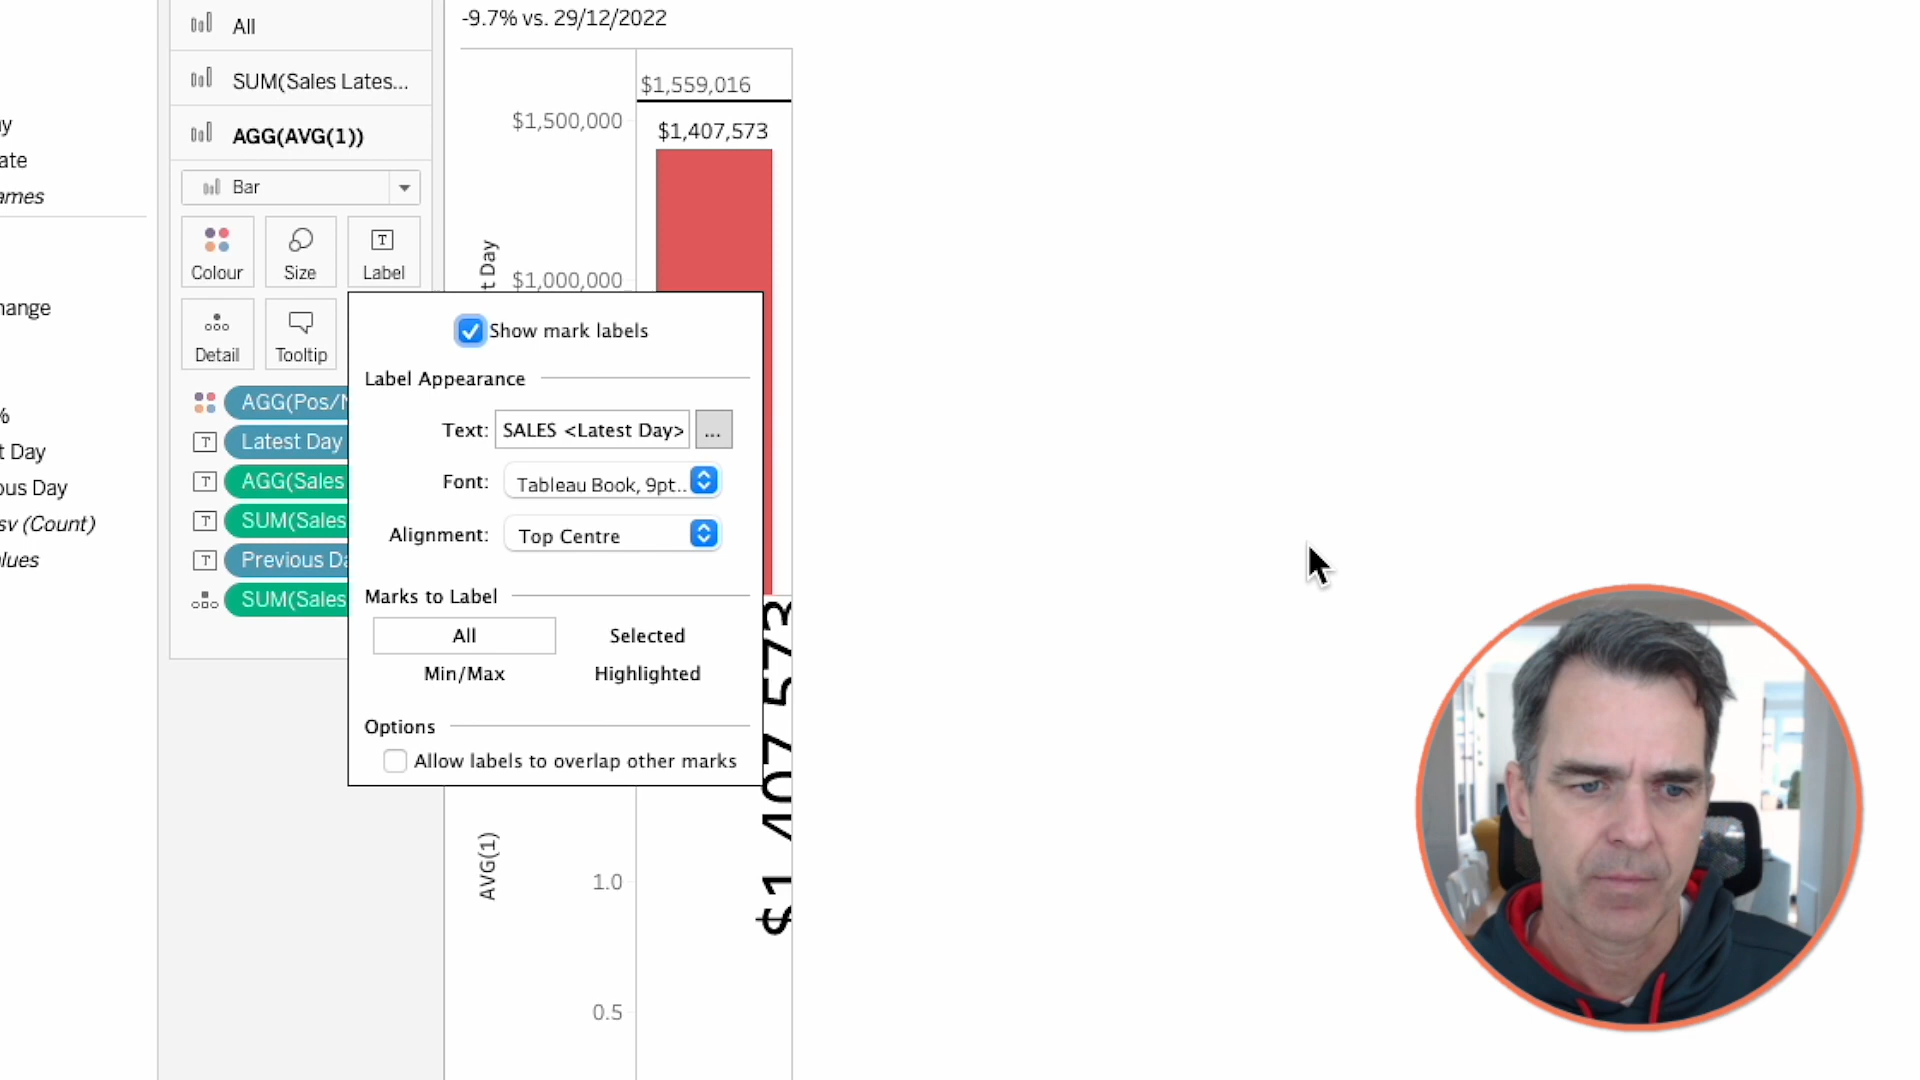 y
ate
ames
hange
%
t Day
ous Day
sv (Count)
lues
All
SUM(Sales Lates...
AGG(AVG(1))
Bar
Colour
Size
Label
Detail
Tooltip
AGG(Pos/N
Latest Day
AGG(Sales
SUM(Sales
Previous Da
SUM(Sales
Show mark labels
Label Appearance
Text: SALES <Latest Day> ...
Font: Tableau Book, 9pt..
Alignment: Top Centre
Marks to Label
All Selected
Min/Max Highlighted
Options
Allow labels to overlap other marks
-9.7% vs. 29/12/2022
$1,559,016
$1,500,000
$1,407,573
t Day
$1,000,000
$1,407,573
AVG(1)
1.0
0.5